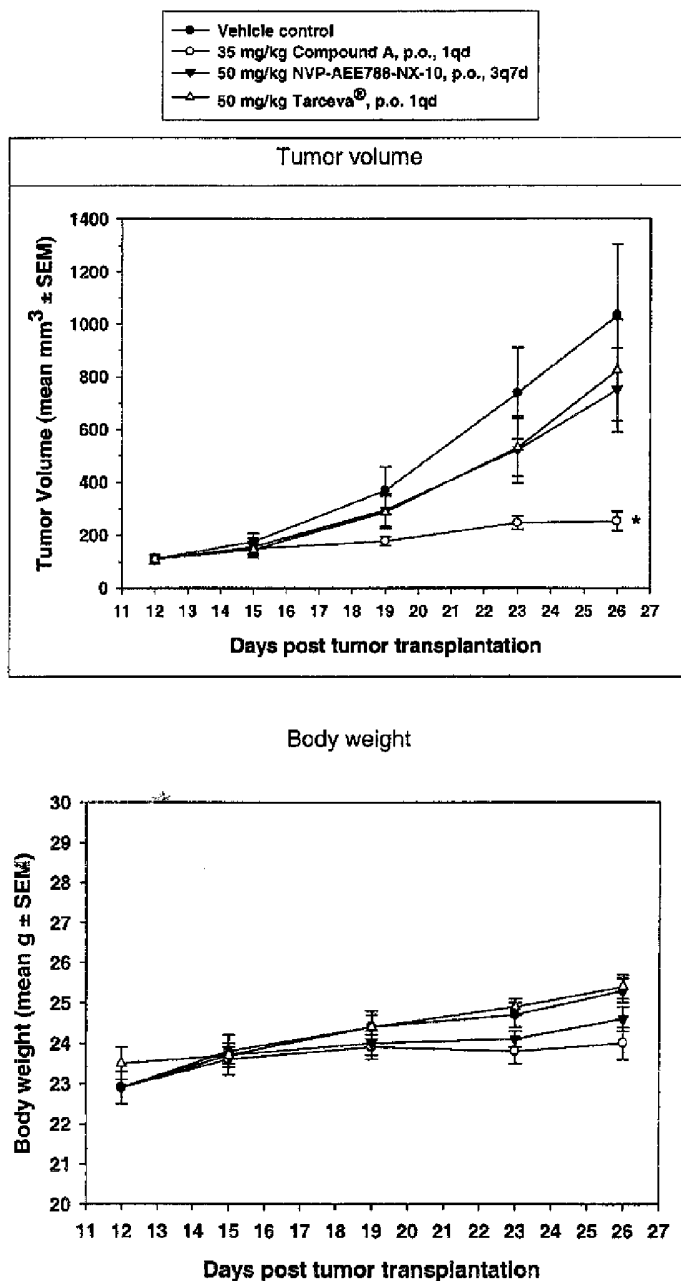 Vehicle control
35 mg/kg Compound A, p.o., 1qd
50 mg/kg NVP-AEE788-NX-10, p.o., 3q7d
50 mg/kg Tarceva®, p.o. 1qd
Tumor volume
Tumor Volume (mean mm³ ± SEM)
1400
1200
1000
800
600
400
200
0
*
11 12 13 14 15 16 17 18 19 20 21 22 23 24 25 26 27
Days post tumor transplantation
Body weight
Body weight (mean g ± SEM)
30
29
28
27
26
25
24
23
22
21
20
11 12 13 14 15 16 17 18 19 20 21 22 23 24 25 26 27
Days post tumor transplantation